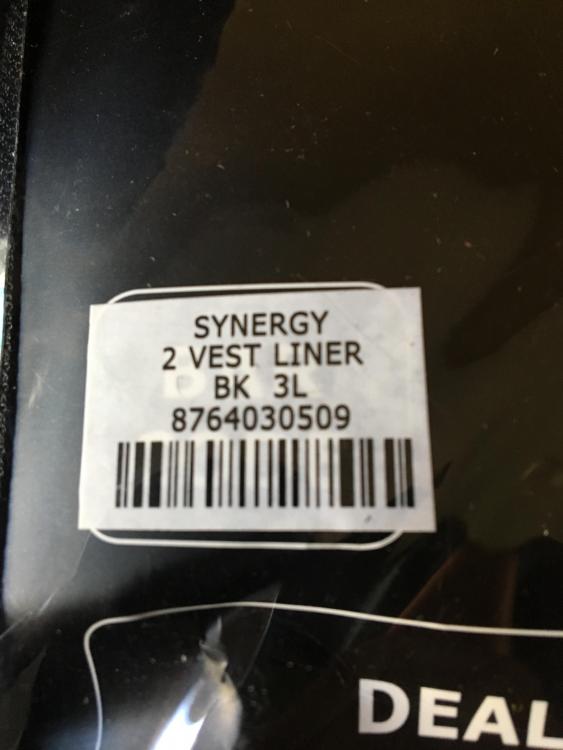 SYNERGY
2 VEST LINER
BK 3L
8764030509
DEAL